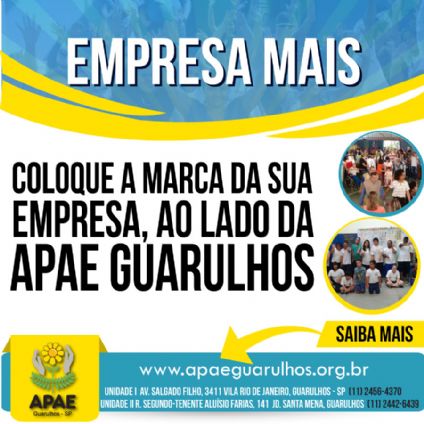 EMPRESA MAIS
COLOQUE A MARCA DA SUA
EMPRESA, AO LADO DA
APAE GUARULHOS
SAIBA MAIS
APAE
Guarulhos - SP
www.apaeguarulhos.org.br
UNIDADE I AV. SALGADO FILHO, 3411 VILA RIO DE JANEIRO, GUARULHOS - SP (11) 2456-4370
UNIDADE II R. SEGUNDO-TENENTE ALUÍSIO FARIAS, 141 JD. SANTA MENA, GUARULHOS (11) 2442-6439